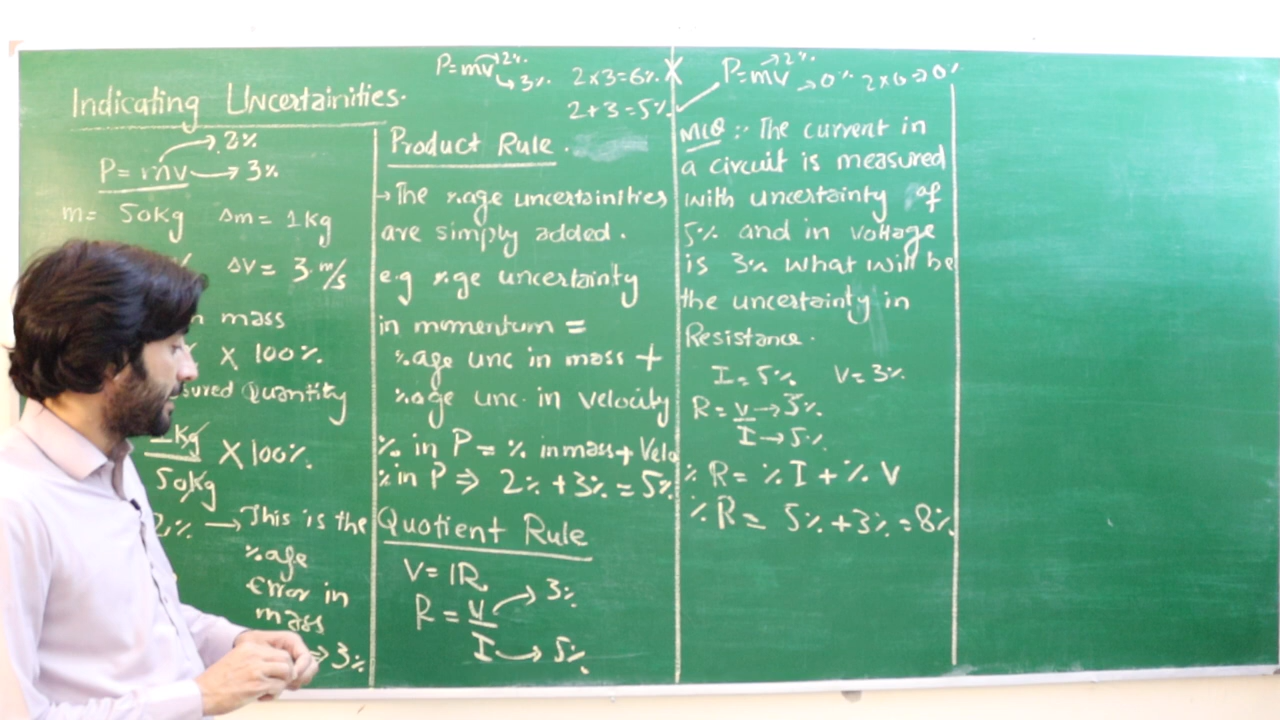 Indicating Uncertainities.
P = mv → 2%
→ 3%
m = 50kg Δm = 1kg
Δv = 3 m/s
n mass
X 100%.
sured Quantity
1kg X 100%.
50kg
2% → This is the
%age
error in
mass
→ 3%
P=mv → 2%
→ 3% 2x3=6% X
2+3=5%
Product Rule.
→ The %age uncertainities
are simply added.
e.g %ge uncertainty
in momentum =
%age unc in mass +
%age unc. in velocity
% in P = % in mass + Velo
% in P ⇒ 2% + 3% = 5%
Quotient Rule
V = IR
R = V → 3%
I → 5%
P=mv → 2%
→ 0% 2x0 ⇒ 0%
MCQ :- The current in
a circuit is measured
with uncertainty of
5% and in voltage
is 3% what will be
the uncertainty in
Resistance.
I = 5% V = 3%
R = V → 3%
I → 5%
% R = % I + % V
% R = 5% + 3% = 8%